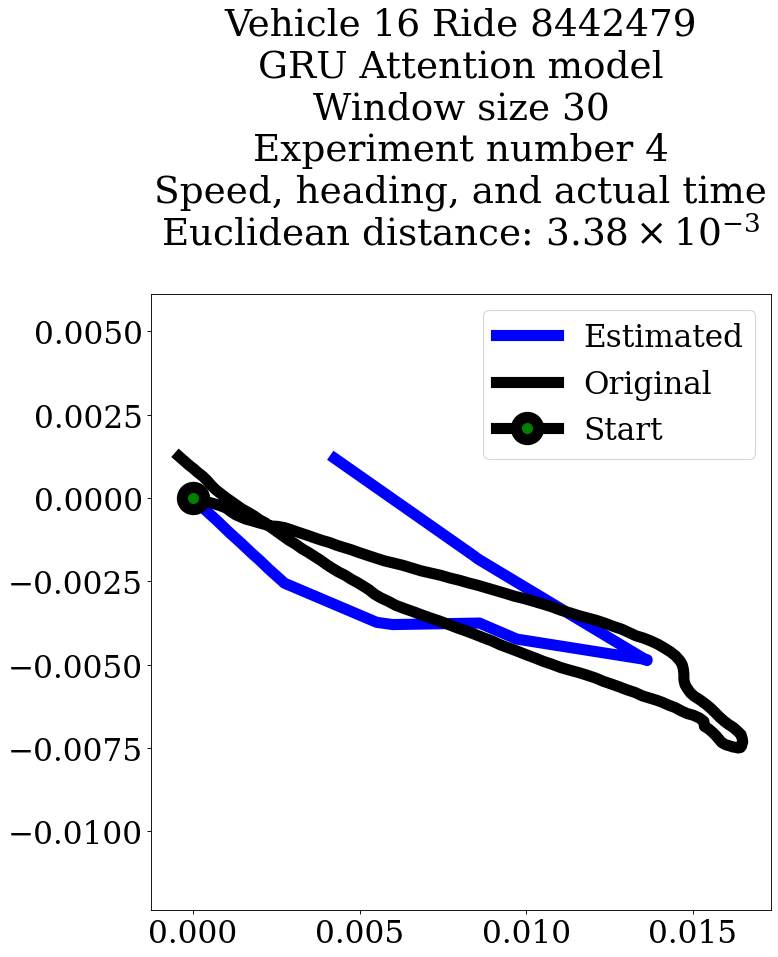 Vehicle 16 Ride 8442479
GRU Attention model
Window size 30
Experiment number 4
Speed, heading, and actual time
Euclidean distance: 3.38 × 10⁻³
Estimated
Original
Start
0.0050
0.0025
0.0000
−0.0025
−0.0050
−0.0075
−0.0100
0.000 0.005 0.010 0.015